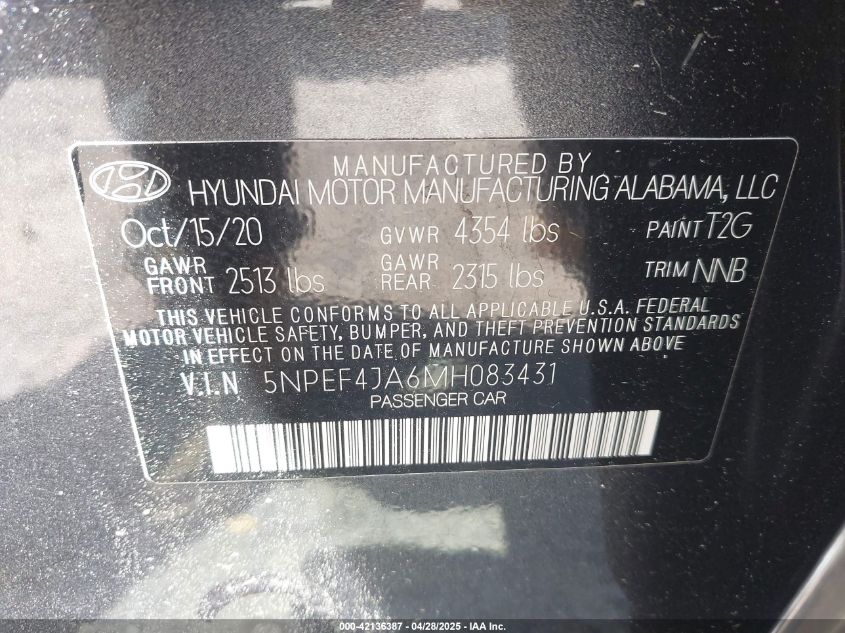 MANUFACTURED BY
HYUNDAI MOTOR MANUFACTURING ALABAMA, LLC
Oct/15/20 GVWR 4354 lbs PAINT T2G
GAWR FRONT 2513 lbs GAWR REAR 2315 lbs TRIM NNB
THIS VEHICLE CONFORMS TO ALL APPLICABLE U.S.A. FEDERAL
MOTOR VEHICLE SAFETY, BUMPER, AND THEFT PREVENTION STANDARDS
IN EFFECT ON THE DATE OF MANUFACTURE SHOWN ABOVE
V.I.N 5NPEF4JA6MH083431
PASSENGER CAR
000-42136387 - 04/28/2025 - IAA Inc.